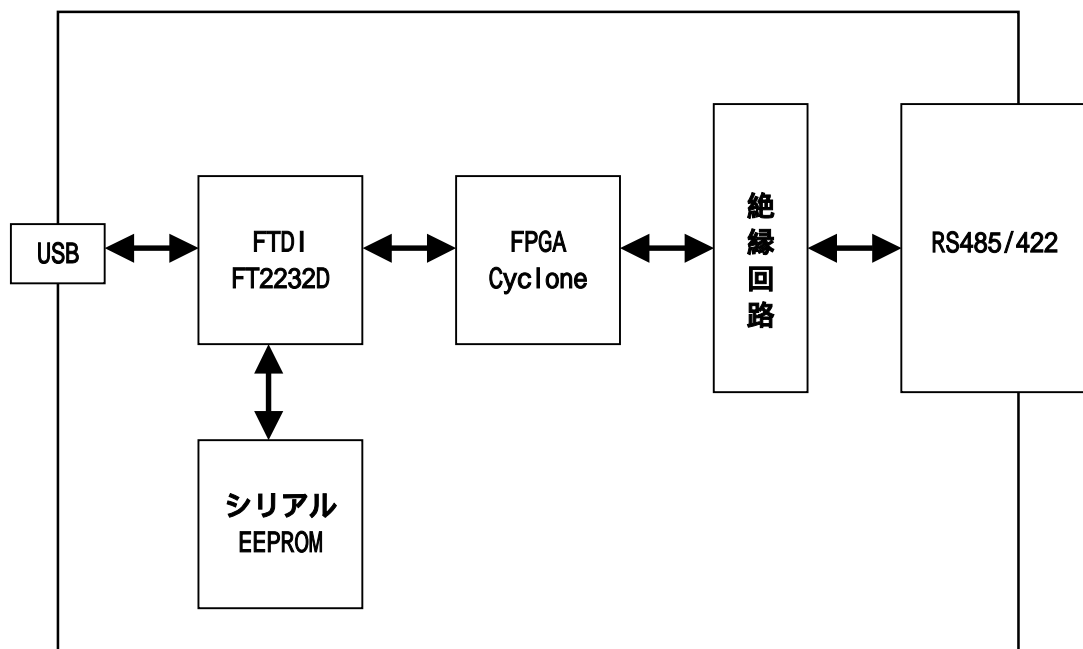 USB
FTDI
FT2232D
FPGA
Cyclone
絶縁回路
RS485/422
シリアル
EEPROM